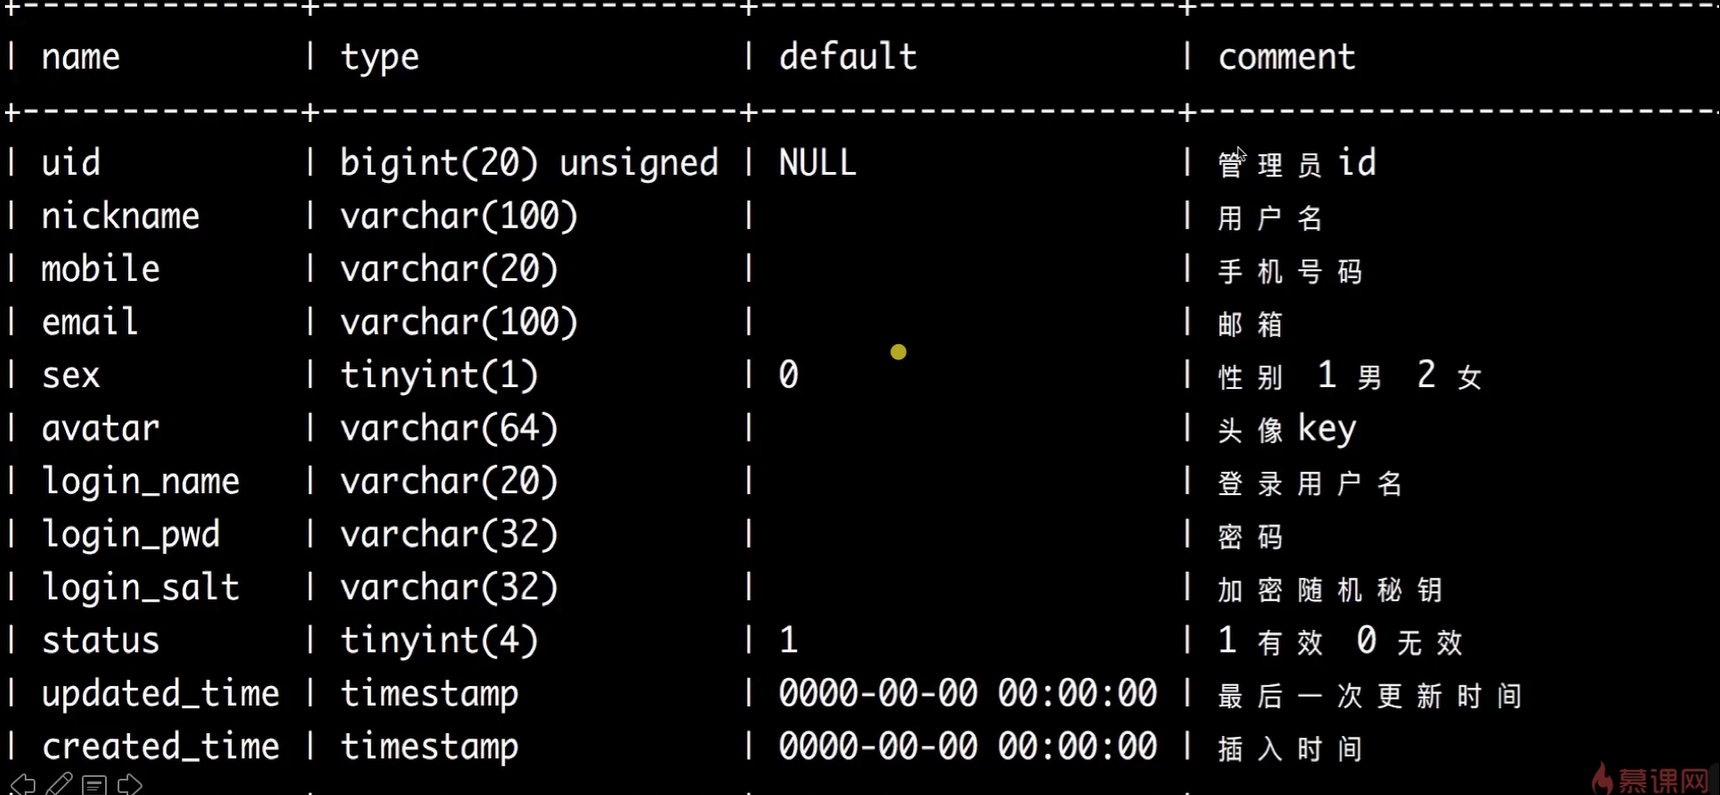 | name | type | default | comment
| uid | bigint(20) unsigned | NULL | 管理员id
| nickname | varchar(100) | | 用户名
| mobile | varchar(20) | | 手机号码
| email | varchar(100) | | 邮箱
| sex | tinyint(1) | 0 | 性别 1男 2女
| avatar | varchar(64) | | 头像key
| login_name | varchar(20) | | 登录用户名
| login_pwd | varchar(32) | | 密码
| login_salt | varchar(32) | | 加密随机秘钥
| status | tinyint(4) | 1 | 1有效 0无效
| updated_time | timestamp | 0000-00-00 00:00:00 | 最后一次更新时间
| created_time | timestamp | 0000-00-00 00:00:00 | 插入时间
慕课网